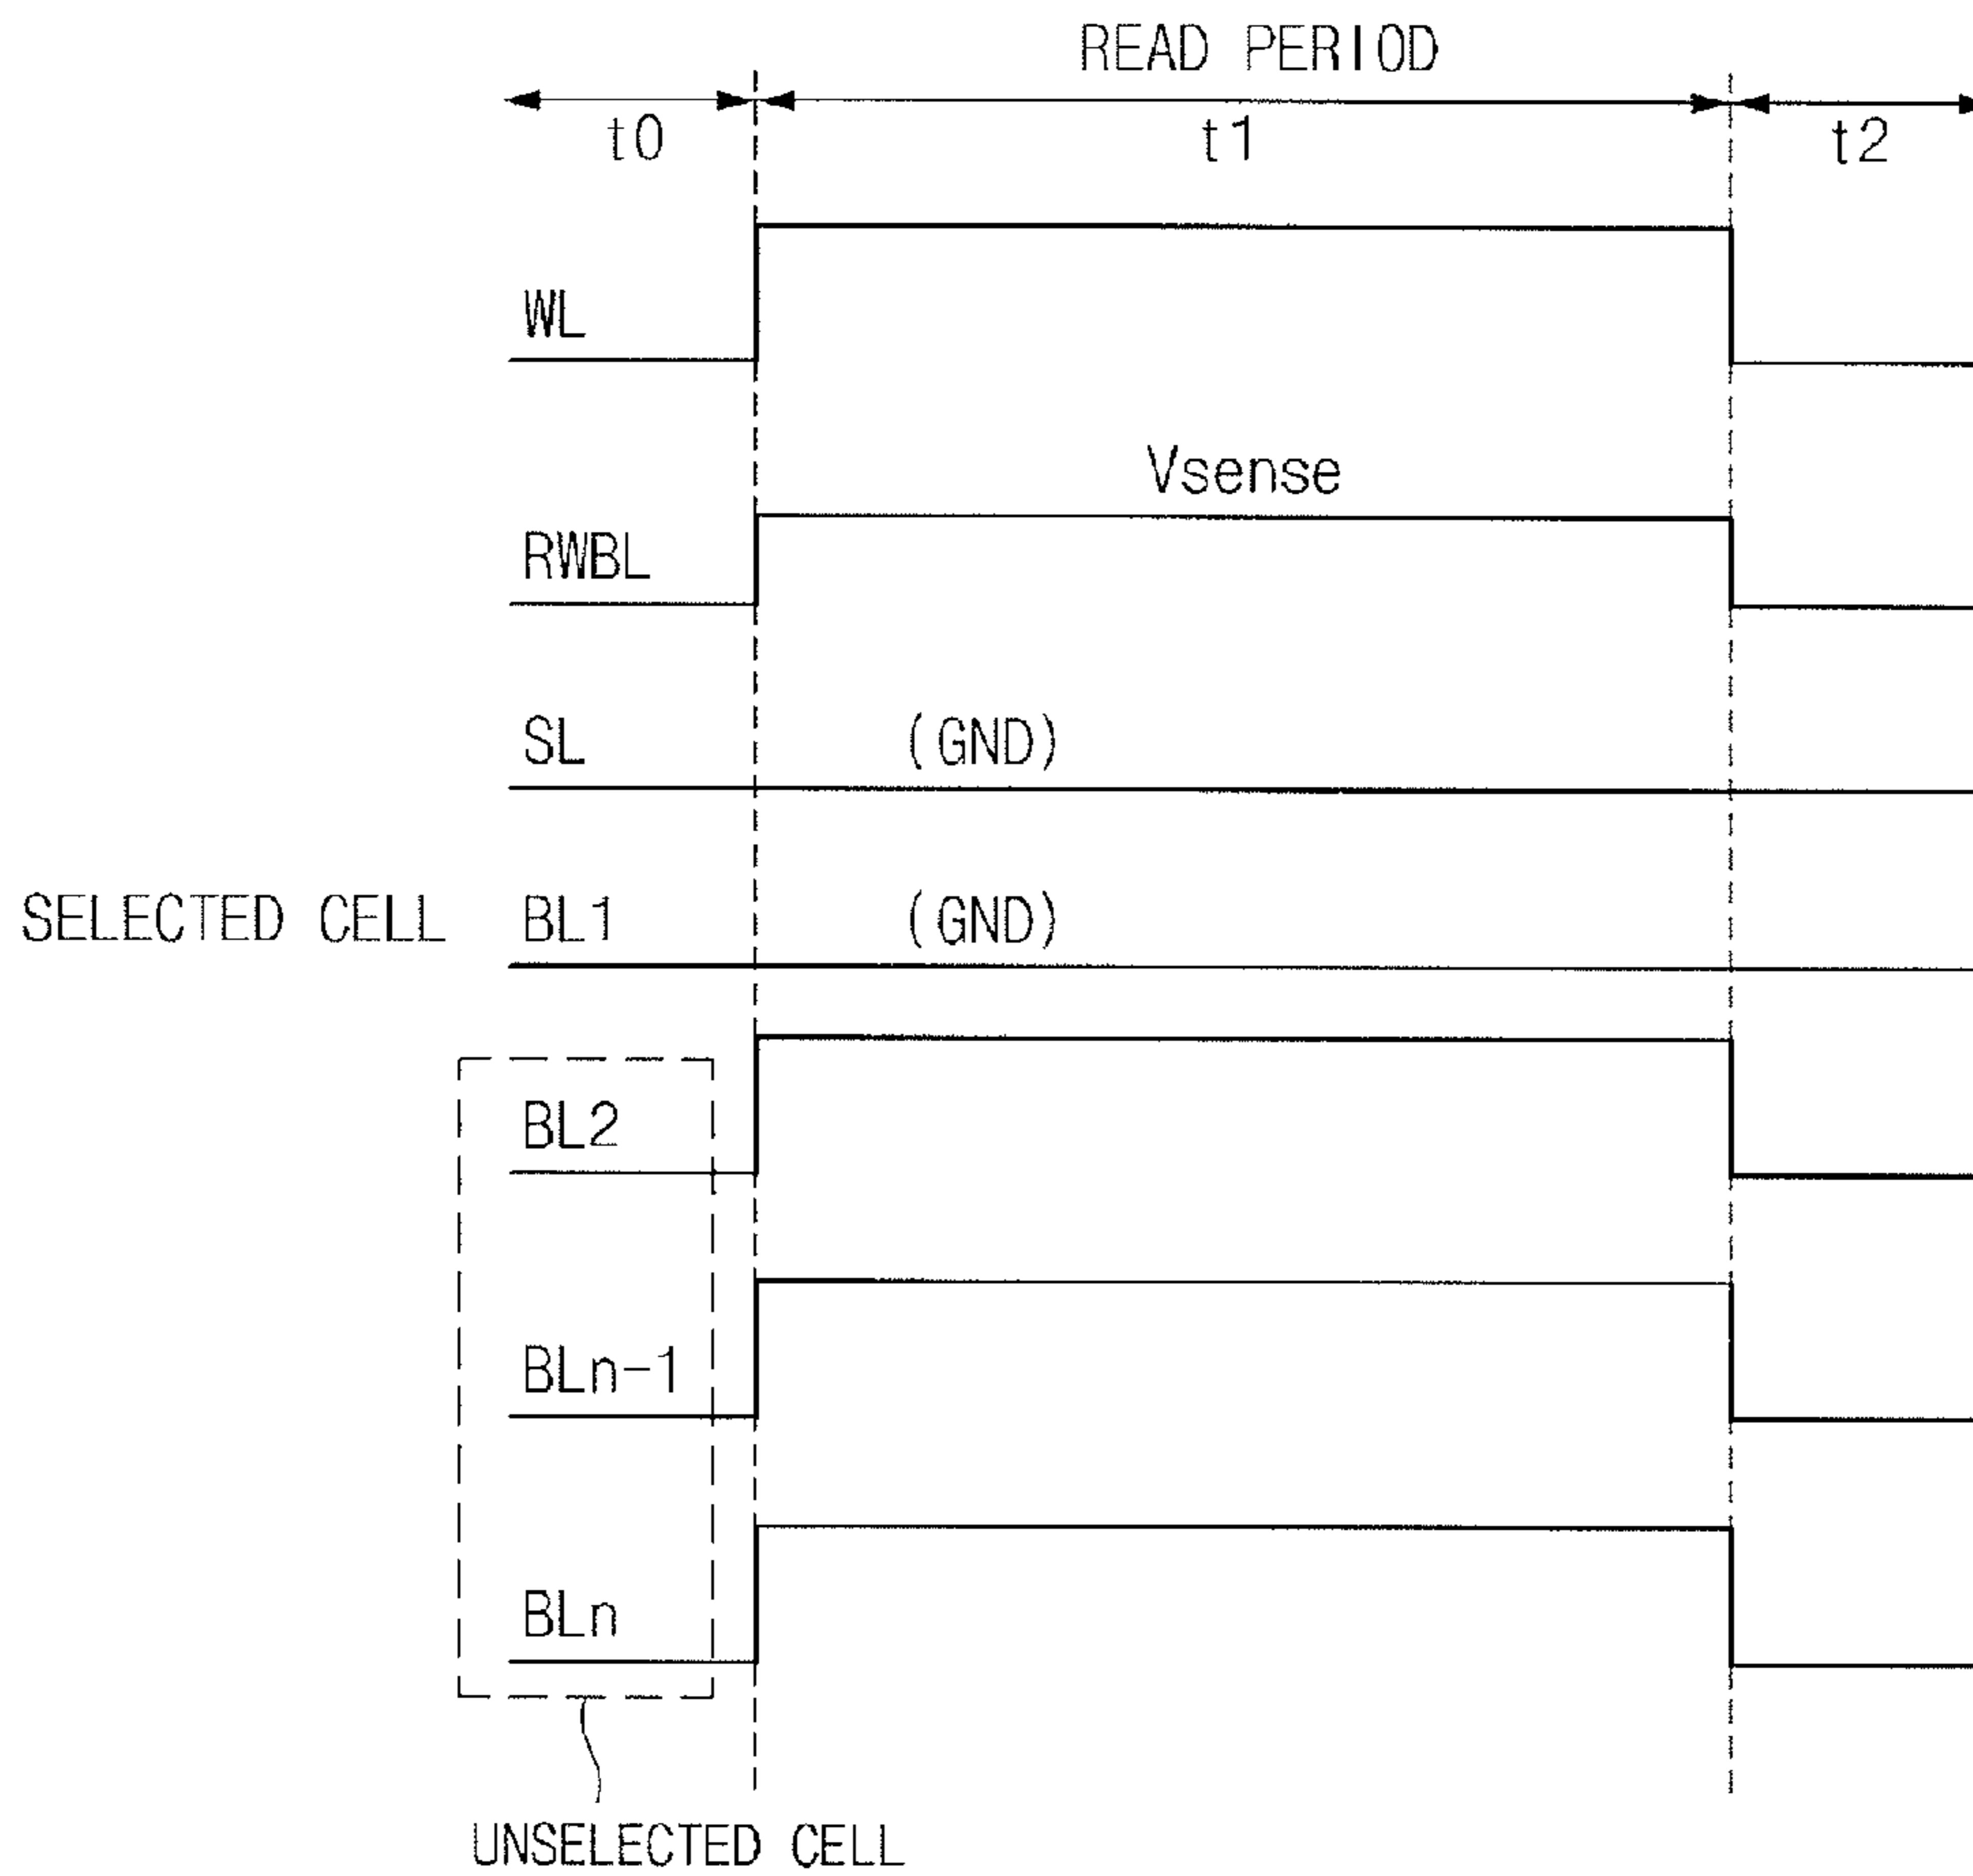 READ PERIOD
t0 t1 t2
WL
Vsense
RWBL
SL (GND)
SELECTED CELL BL1 (GND)
BL2
BLn-1
BLn
UNSELECTED CELL